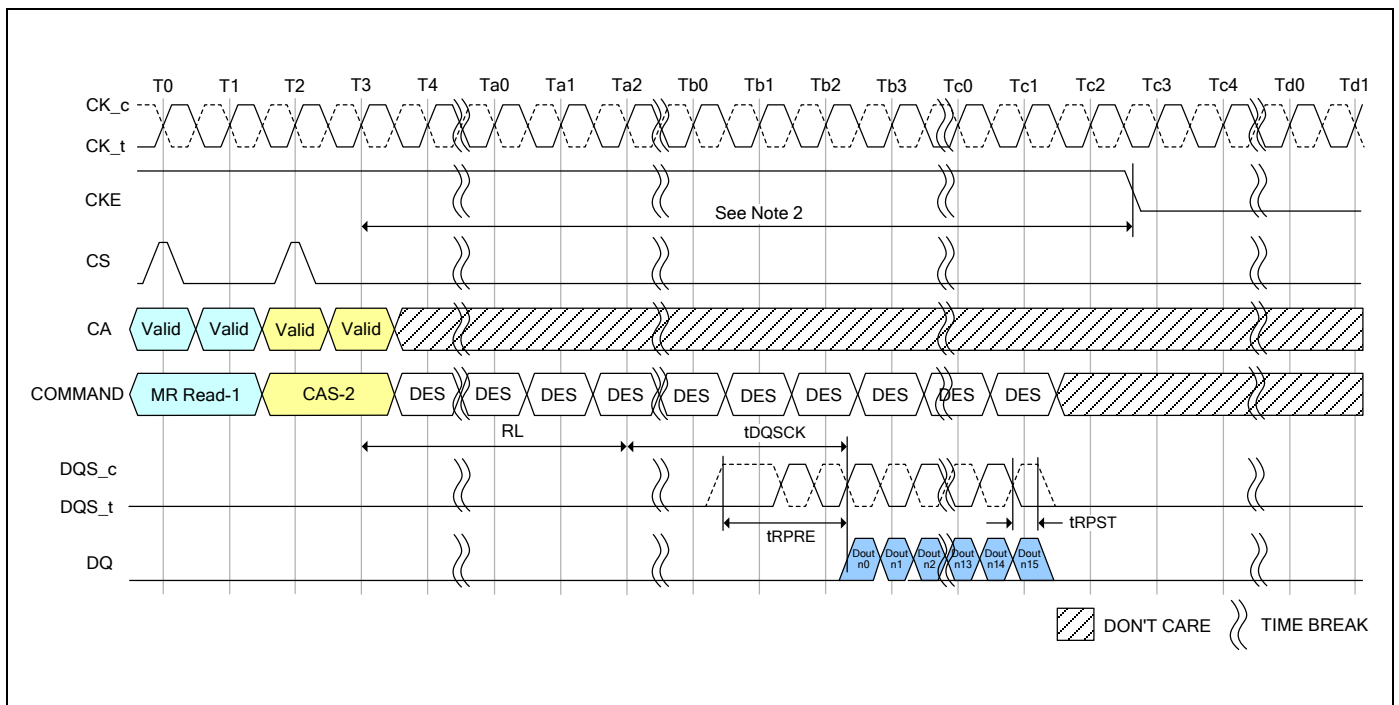 T0 T1 T2 T3 T4 Ta0 Ta1 Ta2 Tb0 Tb1 Tb2 Tb3 Tc0 Tc1 Tc2 Tc3 Tc4 Td0 Td1
CK_c
CK_t
CKE
See Note 2
CS
CA Valid Valid Valid Valid
COMMAND MR Read-1 CAS-2 DES DES DES DES DES DES DES DES DES DES
RL tDQSCK
DQS_c
DQS_t
tRPRE tRPST
DQ Dout n0 Dout n1 Dout n2 Dout n13 Dout n14 Dout n15
DON'T CARE TIME BREAK